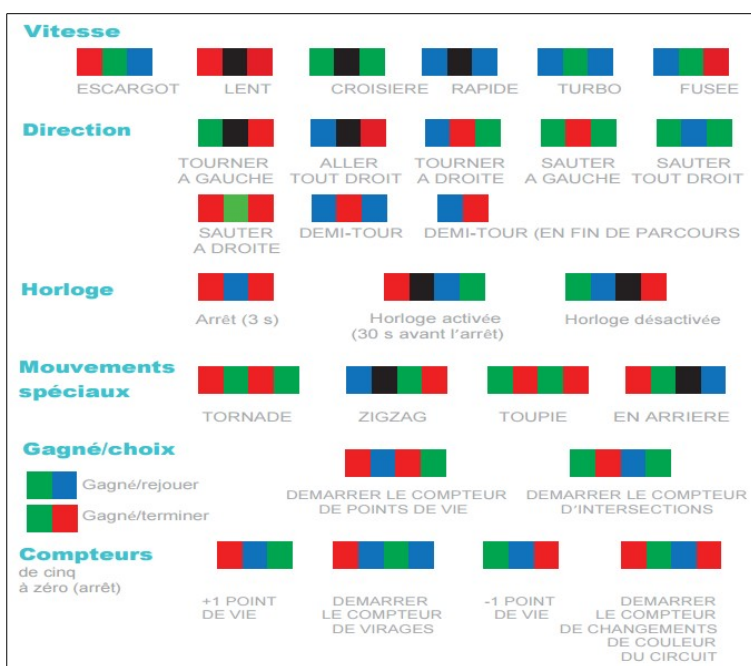 Vitesse
ESCARGOT LENT CROISIERE RAPIDE TURBO FUSEE
Direction
TOURNER ALLER TOURNER SAUTER SAUTER
A GAUCHE TOUT DROIT A DROITE A GAUCHE TOUT DROIT
SAUTER DEMI-TOUR DEMI-TOUR (EN FIN DE PARCOURS
A DROITE
Horloge
Arrêt (3 s) Horloge activée Horloge désactivée
(30 s avant l'arrêt)
Mouvements
spéciaux
TORNADE ZIGZAG TOUPIE EN ARRIERE
Gagné/choix
Gagné/rejouer
DEMARRER LE COMPTEUR DEMARRER LE COMPTEUR
DE POINTS DE VIE D'INTERSECTIONS
Gagné/terminer
Compteurs
de cinq
à zéro (arrêt)
+1 POINT DEMARRER -1 POINT DEMARRER
DE VIE LE COMPTEUR DE VIE LE COMPTEUR
DE VIRAGES DE CHANGEMENTS
DE COULEUR
DU CIRCUIT